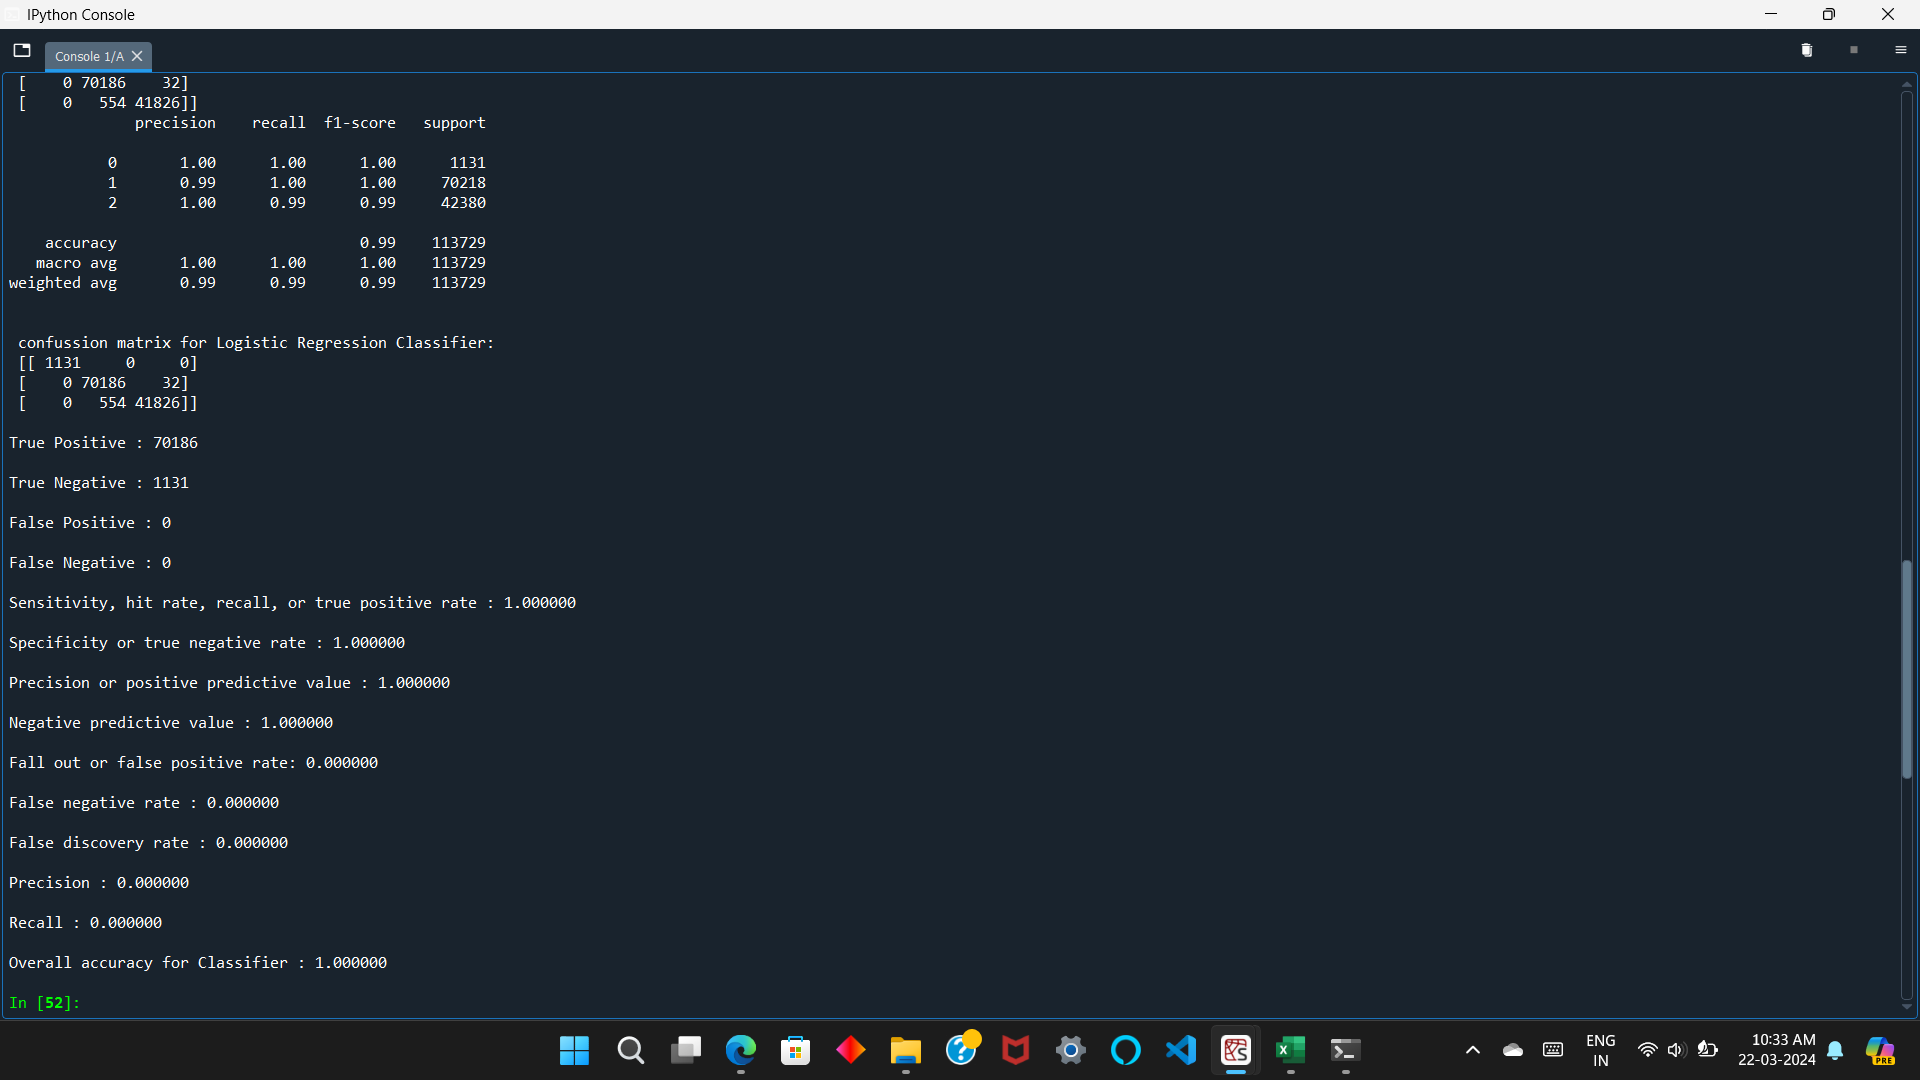 IPython Console
Console 1/A
[    0 70186    32]
[    0   554 41826]]
precision    recall  f1-score   support
0       1.00      1.00      1.00      1131
1       0.99      1.00      1.00     70218
2       1.00      0.99      0.99     42380
accuracy                           0.99    113729
macro avg       1.00      1.00      1.00    113729
weighted avg       0.99      0.99      0.99    113729
confussion matrix for Logistic Regression Classifier:
[[ 1131     0     0]
[    0 70186    32]
[    0   554 41826]]
True Positive : 70186
True Negative : 1131
False Positive : 0
False Negative : 0
Sensitivity, hit rate, recall, or true positive rate : 1.000000
Specificity or true negative rate : 1.000000
Precision or positive predictive value : 1.000000
Negative predictive value : 1.000000
Fall out or false positive rate: 0.000000
False negative rate : 0.000000
False discovery rate : 0.000000
Precision : 0.000000
Recall : 0.000000
Overall accuracy for Classifier : 1.000000
In [52]:
ENG
IN
10:33 AM
22-03-2024
PRE